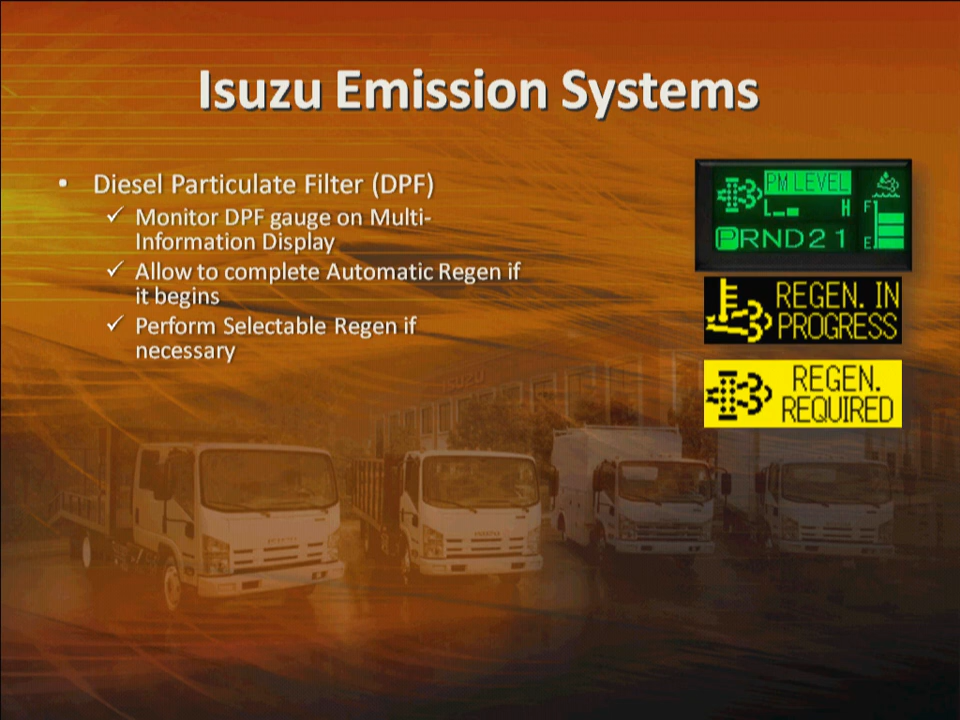 Isuzu Emission Systems
• Diesel Particulate Filter (DPF)
✓ Monitor DPF gauge on Multi-
Information Display
✓ Allow to complete Automatic Regen if
it begins
✓ Perform Selectable Regen if
necessary
PM LEVEL
L H F
PRND21 E
REGEN. IN
PROGRESS
REGEN.
REQUIRED
ISUZU